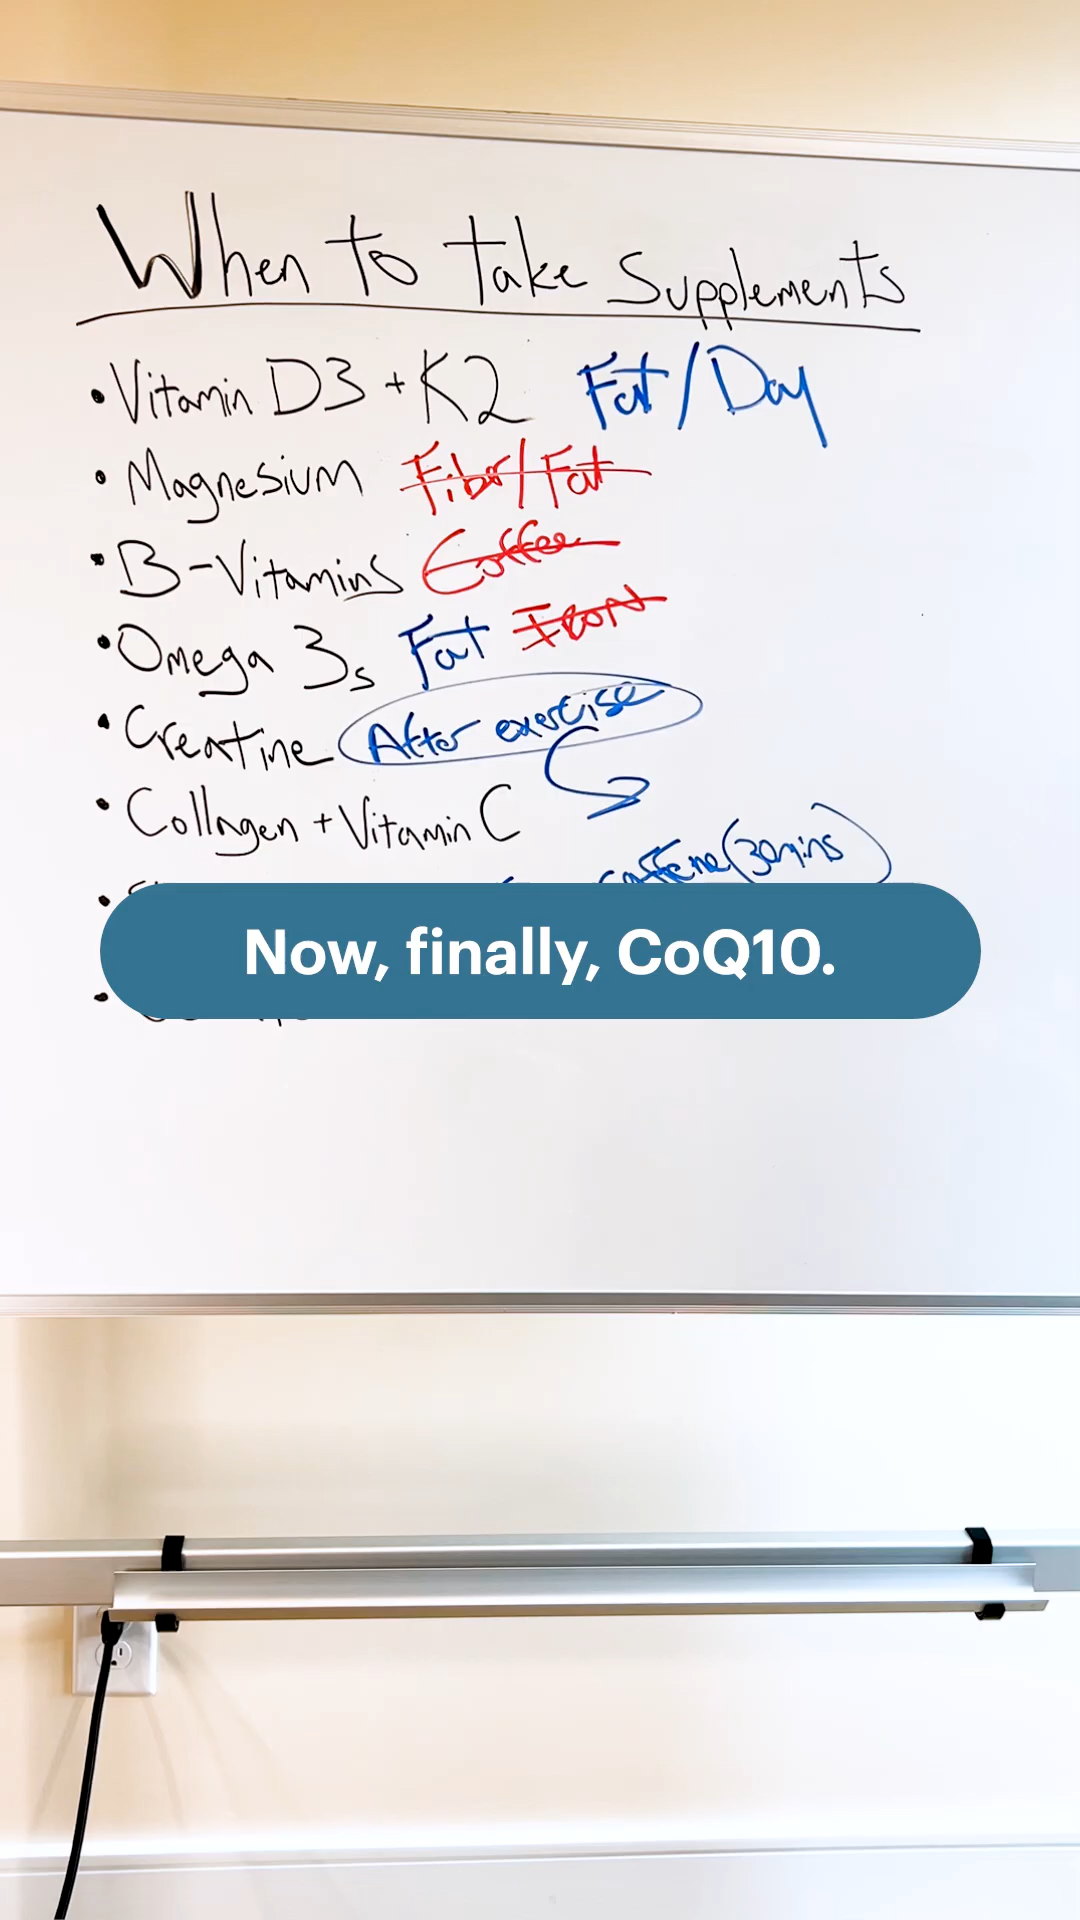 When to take Supplements
• Vitamin D3 + K2 Fat/Day
• Magnesium Fiber/Fat
• B-Vitamins Coffee
• Omega 3s Fat Iron
• Creatine After exercise
• Collagen + Vitamin C
caffeine (30mins)
Now, finally, CoQ10.